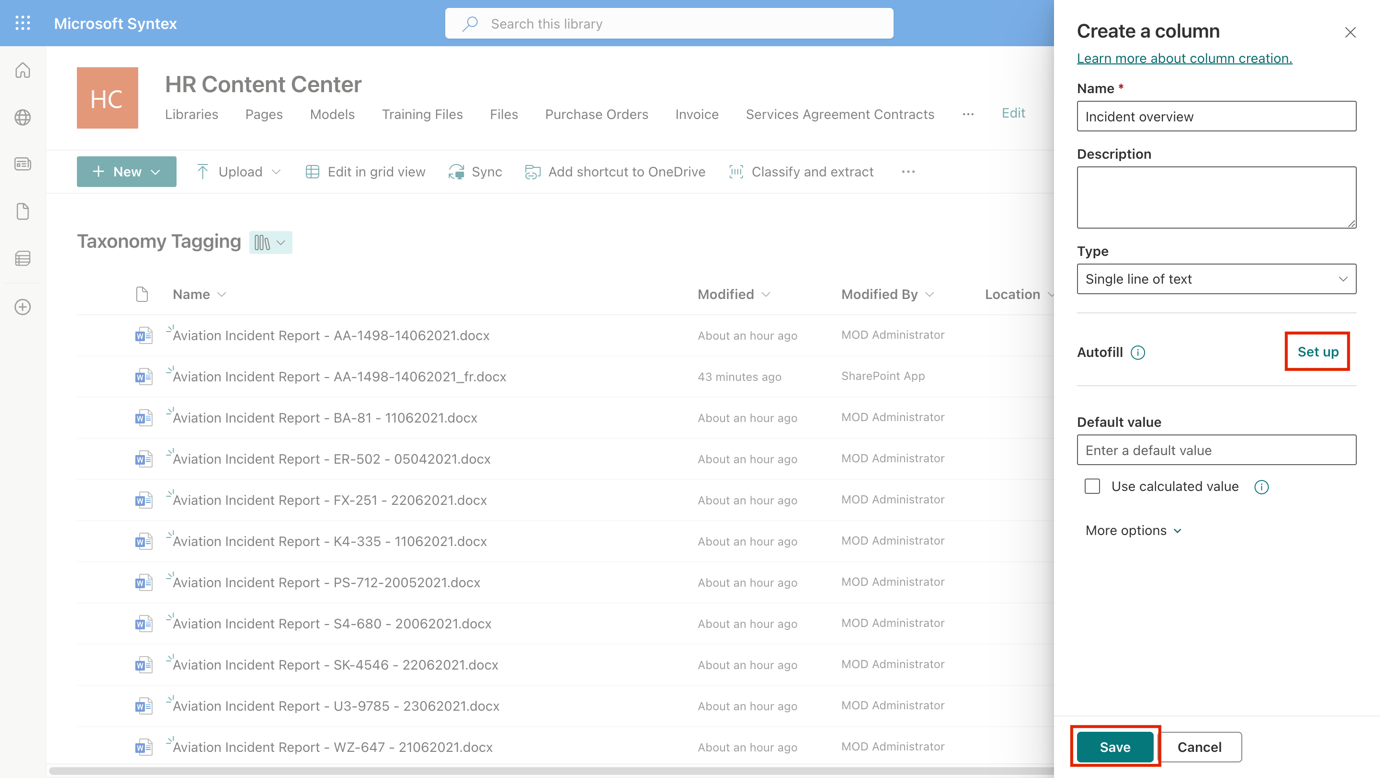 Microsoft Syntex
Search this library
HC
HR Content Center
Libraries Pages Models Training Files Files Purchase Orders Invoice Services Agreement Contracts ... Edit
+ New Upload Edit in grid view Sync Add shortcut to OneDrive Classify and extract ...
Taxonomy Tagging
Name Modified Modified By Location
Aviation Incident Report - AA-1498-14062021.docx About an hour ago MOD Administrator
Aviation Incident Report - AA-1498-14062021_fr.docx 43 minutes ago SharePoint App
Aviation Incident Report - BA-81 - 11062021.docx About an hour ago MOD Administrator
Aviation Incident Report - ER-502 - 05042021.docx About an hour ago MOD Administrator
Aviation Incident Report - FX-251 - 22062021.docx About an hour ago MOD Administrator
Aviation Incident Report - K4-335 - 11062021.docx About an hour ago MOD Administrator
Aviation Incident Report - PS-712-20052021.docx About an hour ago MOD Administrator
Aviation Incident Report - S4-680 - 20062021.docx About an hour ago MOD Administrator
Aviation Incident Report - SK-4546 - 22062021.docx About an hour ago MOD Administrator
Aviation Incident Report - U3-9785 - 23062021.docx About an hour ago MOD Administrator
Aviation Incident Report - WZ-647 - 21062021.docx About an hour ago MOD Administrator
Create a column
Learn more about column creation.
Name *
Incident overview
Description
Type
Single line of text
Autofill Set up
Default value
Enter a default value
Use calculated value
More options
Save Cancel